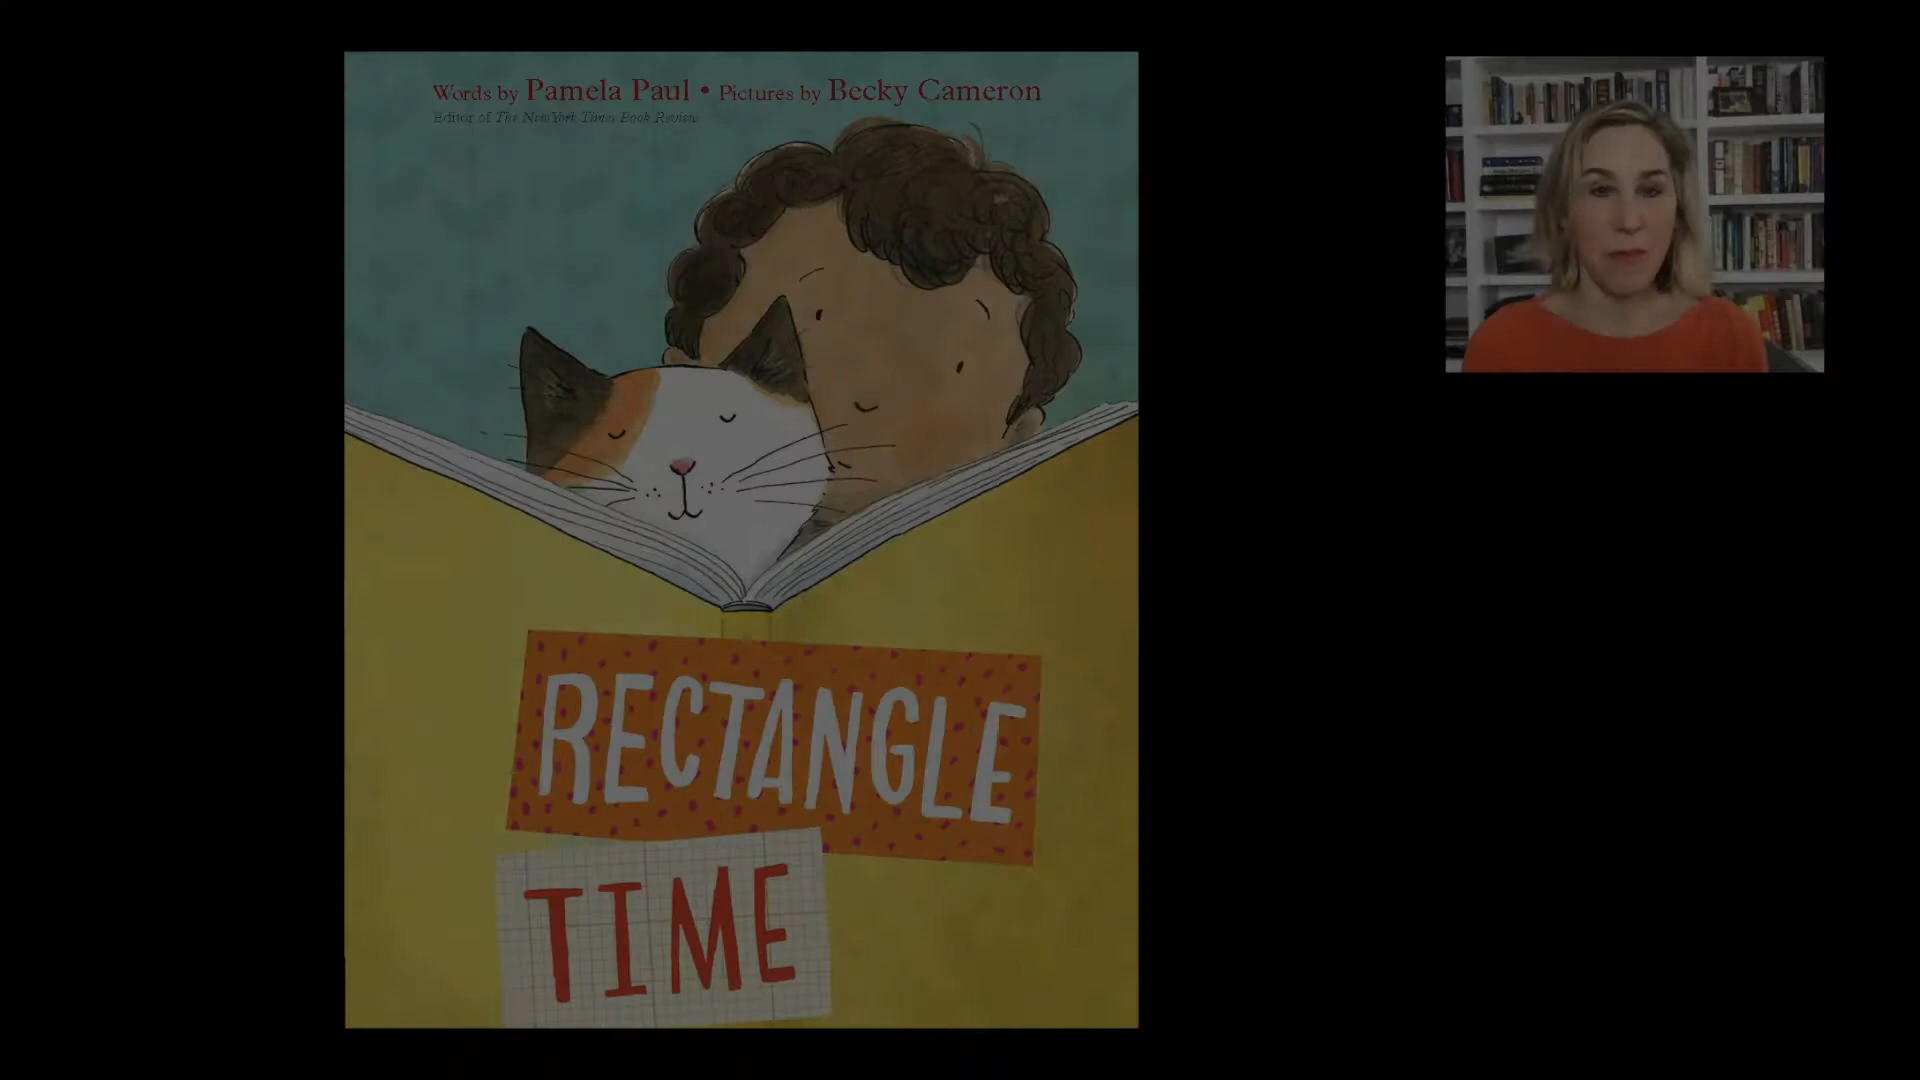 Words by Pamela Paul • Pictures by Becky Cameron
Editor of The New York Times Book Review
RECTANGLE
TIME